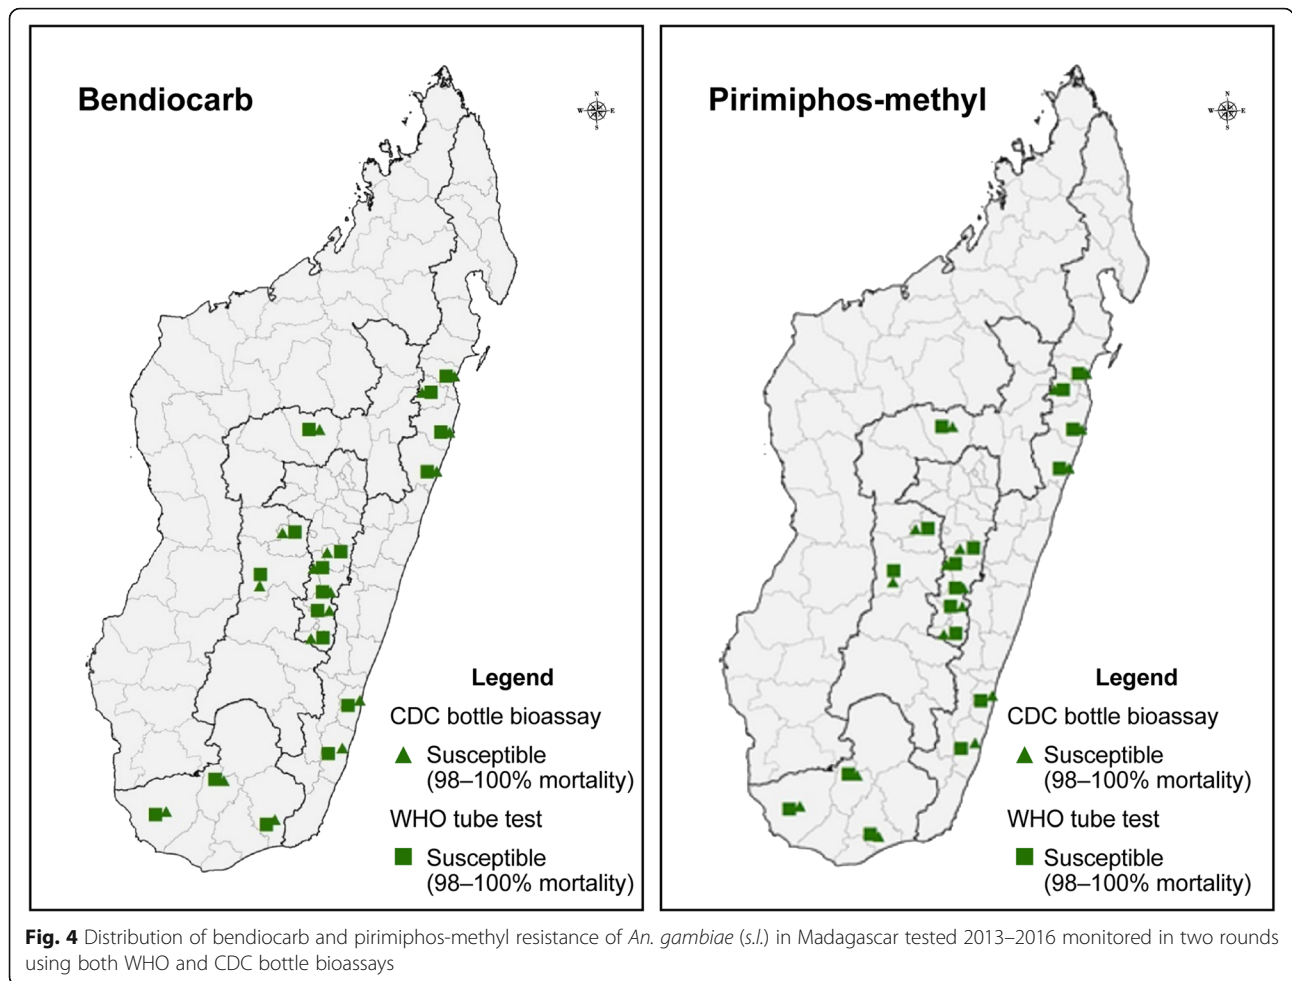 Bendiocarb
N
W E
S
Legend
CDC bottle bioassay
Susceptible
(98–100% mortality)
WHO tube test
Susceptible
(98–100% mortality)
Pirimiphos-methyl
N
W E
S
Legend
CDC bottle bioassay
Susceptible
(98–100% mortality)
WHO tube test
Susceptible
(98–100% mortality)
Fig. 4 Distribution of bendiocarb and pirimiphos-methyl resistance of An. gambiae (s.l.) in Madagascar tested 2013–2016 monitored in two rounds
using both WHO and CDC bottle bioassays